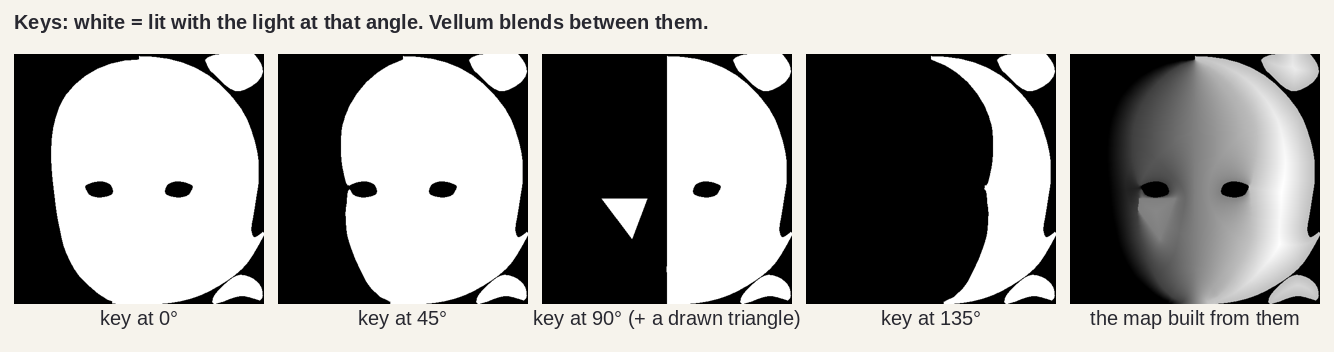 Keys: white = lit with the light at that angle. Vellum blends between them.
key at 0°
key at 45°
key at 90° (+ a drawn triangle)
key at 135°
the map built from them